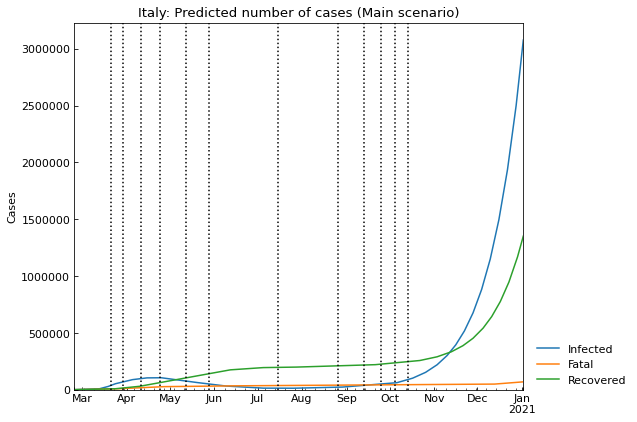 Italy: Predicted number of cases (Main scenario)
3000000
2500000
2000000
1500000
1000000
500000
0
Cases
Mar Apr May Jun Jul Aug Sep Oct Nov Dec Jan
2021
Infected
Fatal
Recovered